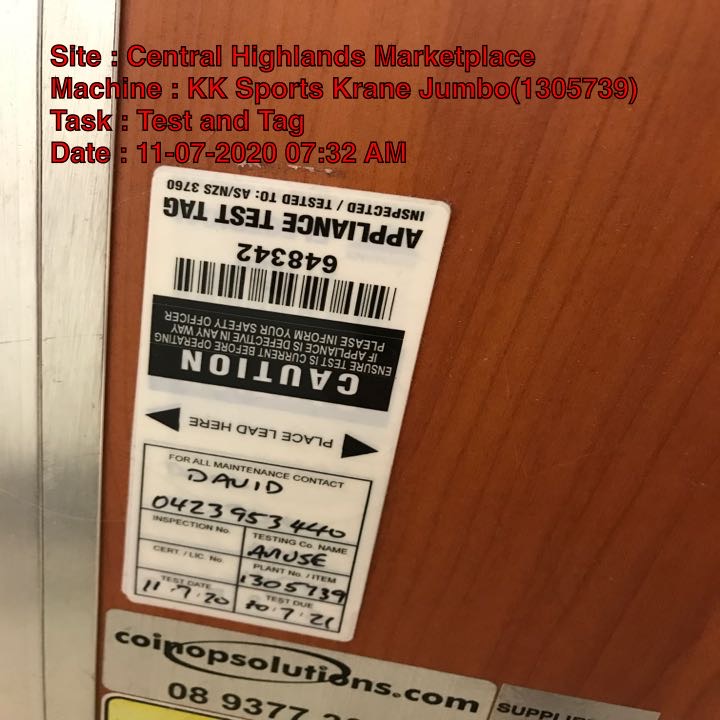 Site : Central Highlands Marketplace
Machine : KK Sports Krane Jumbo(1305739)
Task : Test and Tag
Date : 11-07-2020 07:32 AM
INSPECTED / TESTED TO: AS/NZS 3760
APPLIANCE TEST TAG
648342
CAUTION
ENSURE TEST IS CURRENT BEFORE OPERATING
IF APPLIANCE IS DEFECTIVE IN ANY WAY
PLEASE INFORM YOUR SAFETY OFFICER
PLACE LEAD HERE
FOR ALL MAINTENANCE CONTACT
DAVID
0423953440
INSPECTION No.
TESTING Co. NAME
AMUSE
CERT. / LIC. No.
PLANT No. / ITEM
1305739
TEST DATE
11.7.20
TEST DUE
10.7.21
coinopsolutions.com
08 9377